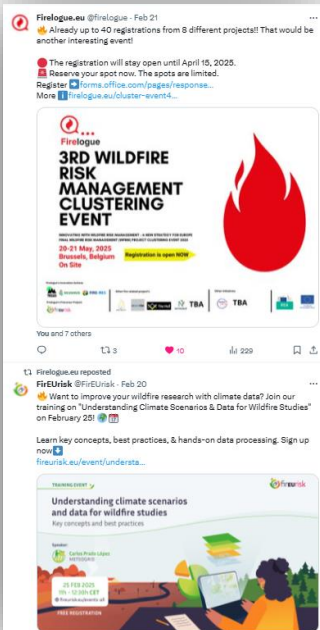 Firelogue.eu @firelogue · Feb 21
🔥 Already up to 40 registrations from 8 different projects!! That would be
another interesting event!
🔴 The registration will stay open until April 15, 2025.
🚨 Reserve your spot now. The spots are limited.
Register ➡️forms.office.com/pages/response...
More ℹ️firelogue.eu/cluster-event4...
Firelogue
3RD WILDFIRE
RISK
MANAGEMENT
CLUSTERING
EVENT
20-21 May, 2025
Brussels, Belgium
On Site
Registration is open NOW
TBA
TBA
You and 7 others
3
10
229
Firelogue.eu reposted
FirEUrisk @FirEUrisk · Feb 20
🔥 Want to improve your wildfire research with climate data? Join our
training on "Understanding Climate Scenarios & Data for Wildfire Studies"
on February 25! 🌍📅
Learn key concepts, best practices, & hands-on data processing. Sign up
now⬇️
fireurisk.eu/event/understa...
TRAINING EVENT
fireurisk
Understanding climate scenarios
and data for wildfire studies
Key concepts and best practices
Speaker:
Carlos Prado López
METEOGRID
25 FEB 2025
FREE REGISTRATION